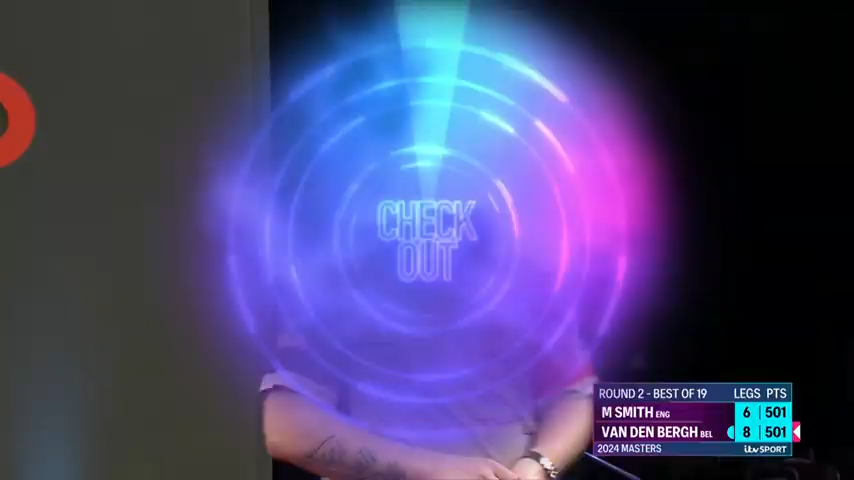 CHECK
OUT
ROUND 2 - BEST OF 19 LEGS PTS
M SMITH ENG 6 501
VAN DEN BERGH BEL 8 501
2024 MASTERS itv SPORT